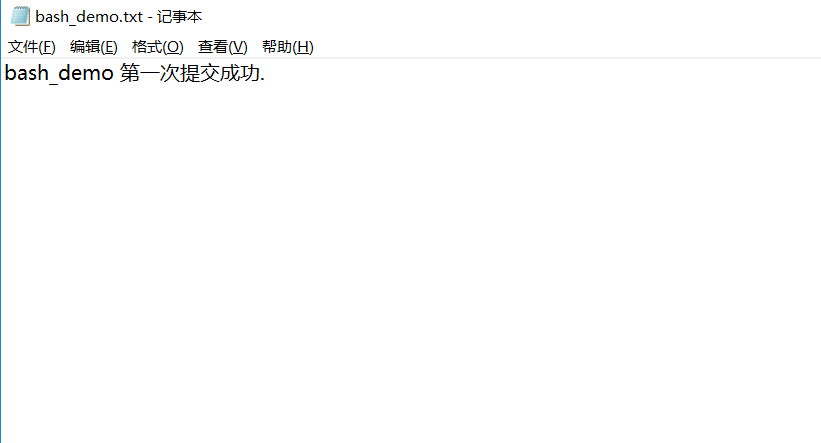 bash_demo.txt - 记事本
文件(F) 编辑(E) 格式(O) 查看(V) 帮助(H)
bash_demo 第一次提交成功.